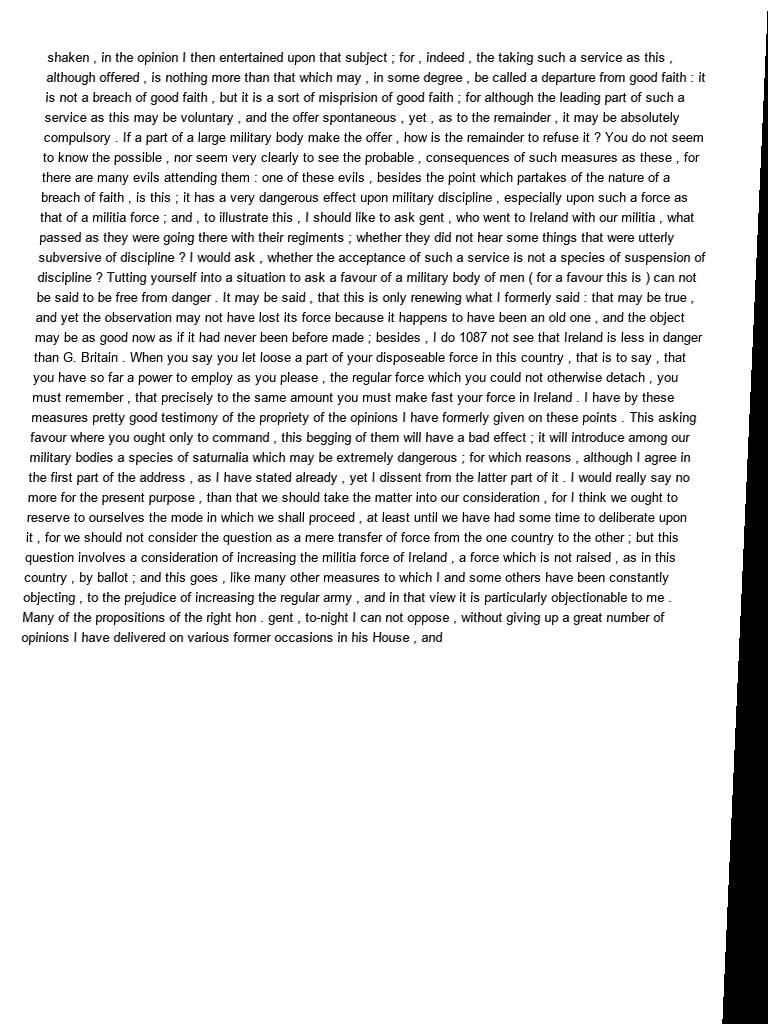 shaken , in the opinion I then entertained upon that subject ; for , indeed , the taking such a service as this ,
although offered , is nothing more than that which may , in some degree , be called a departure from good faith : it
is not a breach of good faith , but it is a sort of misprision of good faith ; for although the leading part of such a
service as this may be voluntary , and the offer spontaneous , yet , as to the remainder , it may be absolutely
compulsory . If a part of a large military body make the offer , how is the remainder to refuse it ? You do not seem
to know the possible , nor seem very clearly to see the probable , consequences of such measures as these , for
there are many evils attending them : one of these evils , besides the point which partakes of the nature of a
breach of faith , is this ; it has a very dangerous effect upon military discipline , especially upon such a force as
that of a militia force ; and , to illustrate this , I should like to ask gent , who went to Ireland with our militia , what
passed as they were going there with their regiments ; whether they did not hear some things that were utterly
subversive of discipline ? I would ask , whether the acceptance of such a service is not a species of suspension of
discipline ? Tutting yourself into a situation to ask a favour of a military body of men ( for a favour this is ) can not
be said to be free from danger . It may be said , that this is only renewing what I formerly said : that may be true ,
and yet the observation may not have lost its force because it happens to have been an old one , and the object
may be as good now as if it had never been before made ; besides , I do 1087 not see that Ireland is less in danger
than G. Britain . When you say you let loose a part of your disposeable force in this country , that is to say , that
you have so far a power to employ as you please , the regular force which you could not otherwise detach , you
must remember , that precisely to the same amount you must make fast your force in Ireland . I have by these
measures pretty good testimony of the propriety of the opinions I have formerly given on these points . This asking
favour where you ought only to command , this begging of them will have a bad effect ; it will introduce among our
military bodies a species of saturnalia which may be extremely dangerous ; for which reasons , although I agree in
the first part of the address , as I have stated already , yet I dissent from the latter part of it . I would really say no
more for the present purpose , than that we should take the matter into our consideration , for I think we ought to
reserve to ourselves the mode in which we shall proceed , at least until we have had some time to deliberate upon
it , for we should not consider the question as a mere transfer of force from the one country to the other ; but this
question involves a consideration of increasing the militia force of Ireland , a force which is not raised , as in this
country , by ballot ; and this goes , like many other measures to which I and some others have been constantly
objecting , to the prejudice of increasing the regular army , and in that view it is particularly objectionable to me .
Many of the propositions of the right hon . gent , to-night I can not oppose , without giving up a great number of
opinions I have delivered on various former occasions in his House , and